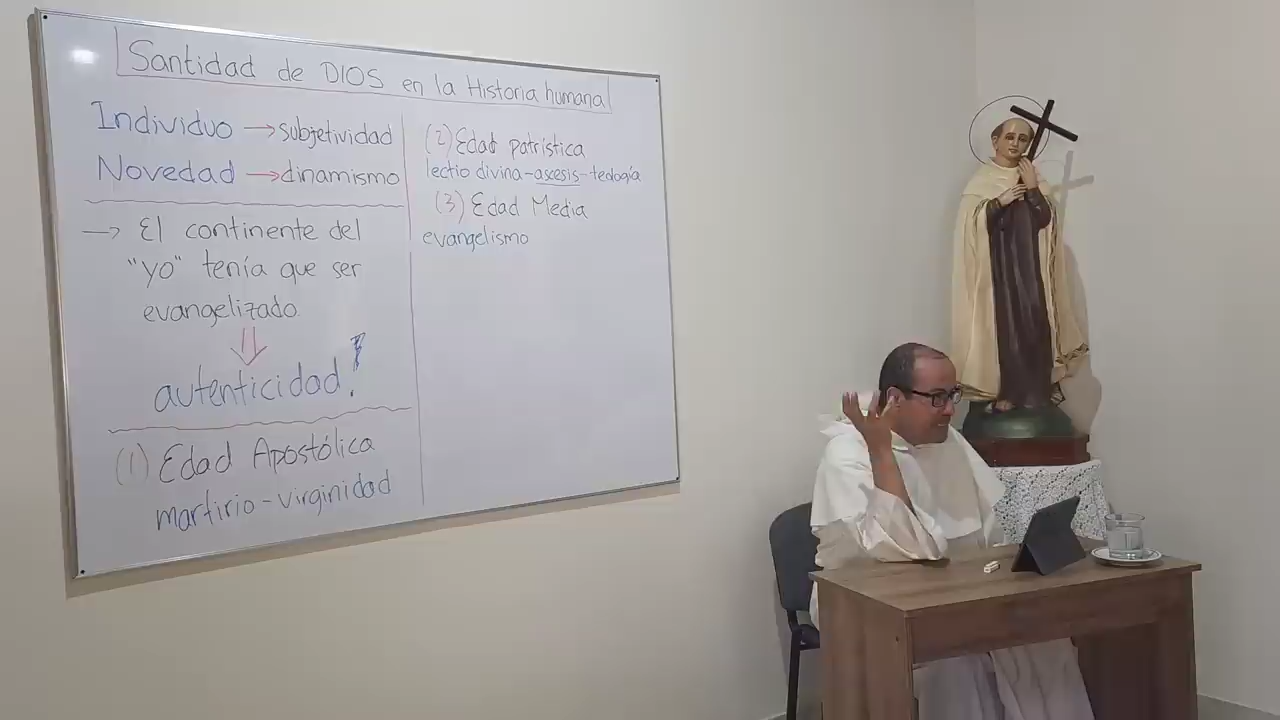 Santidad de DIOS en la Historia humana
Individuo → subjetividad
Novedad → dinamismo
→ El continente del
"yo" tenía que ser
evangelizado.
autenticidad!
(1) Edad Apostólica
martirio-virginidad
(2) Edad patrística
lectio divina-ascesis-teología
(3) Edad Media
evangelismo